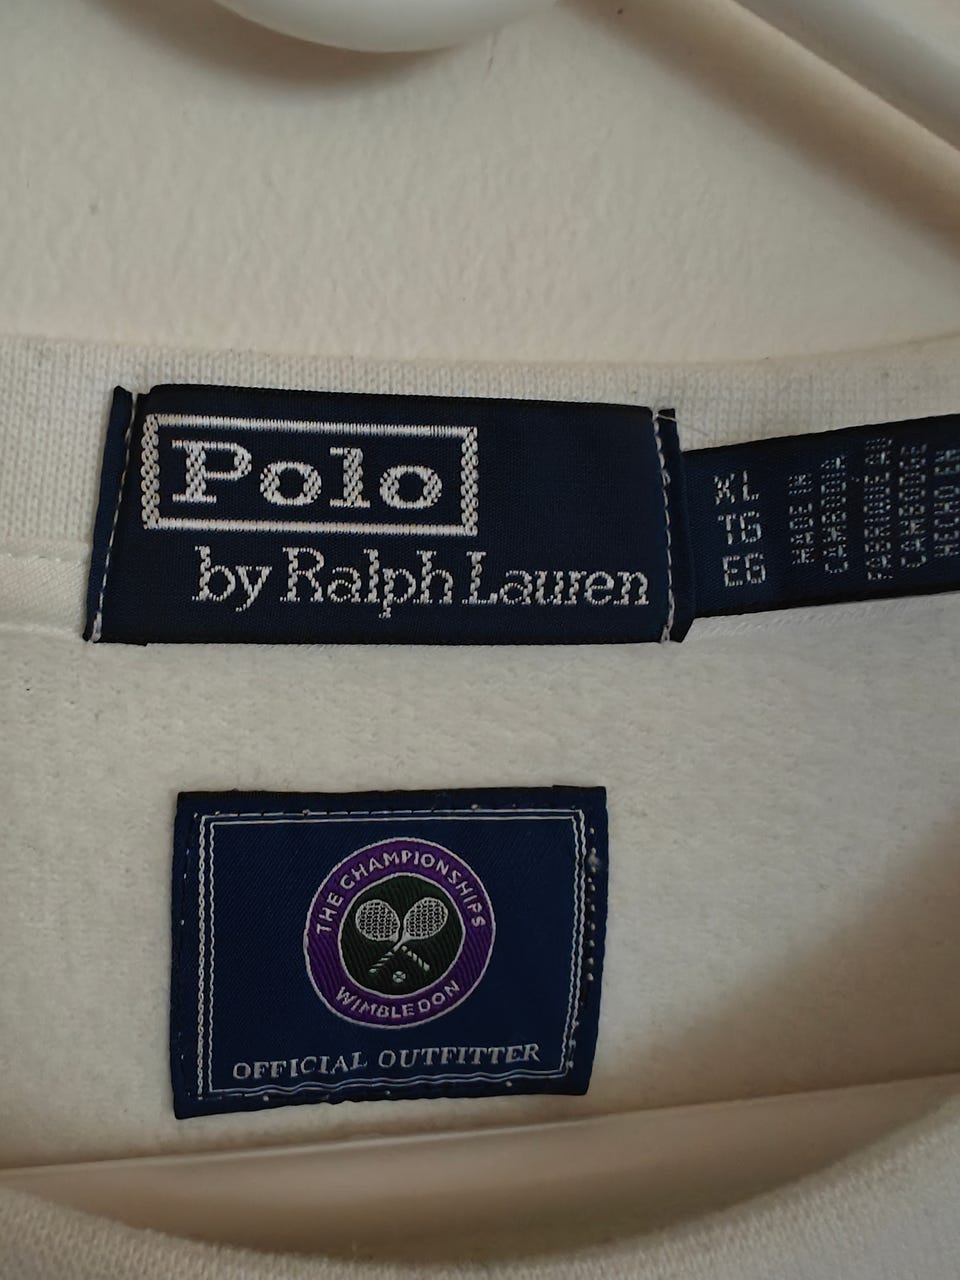 Polo
by Ralph Lauren
XL
TG
EG
MADE IN
CAMBODIA
FABRIQUE AU
CAMBODGE
HECHO EN
THE CHAMPIONSHIPS
WIMBLEDON
OFFICIAL OUTFITTER